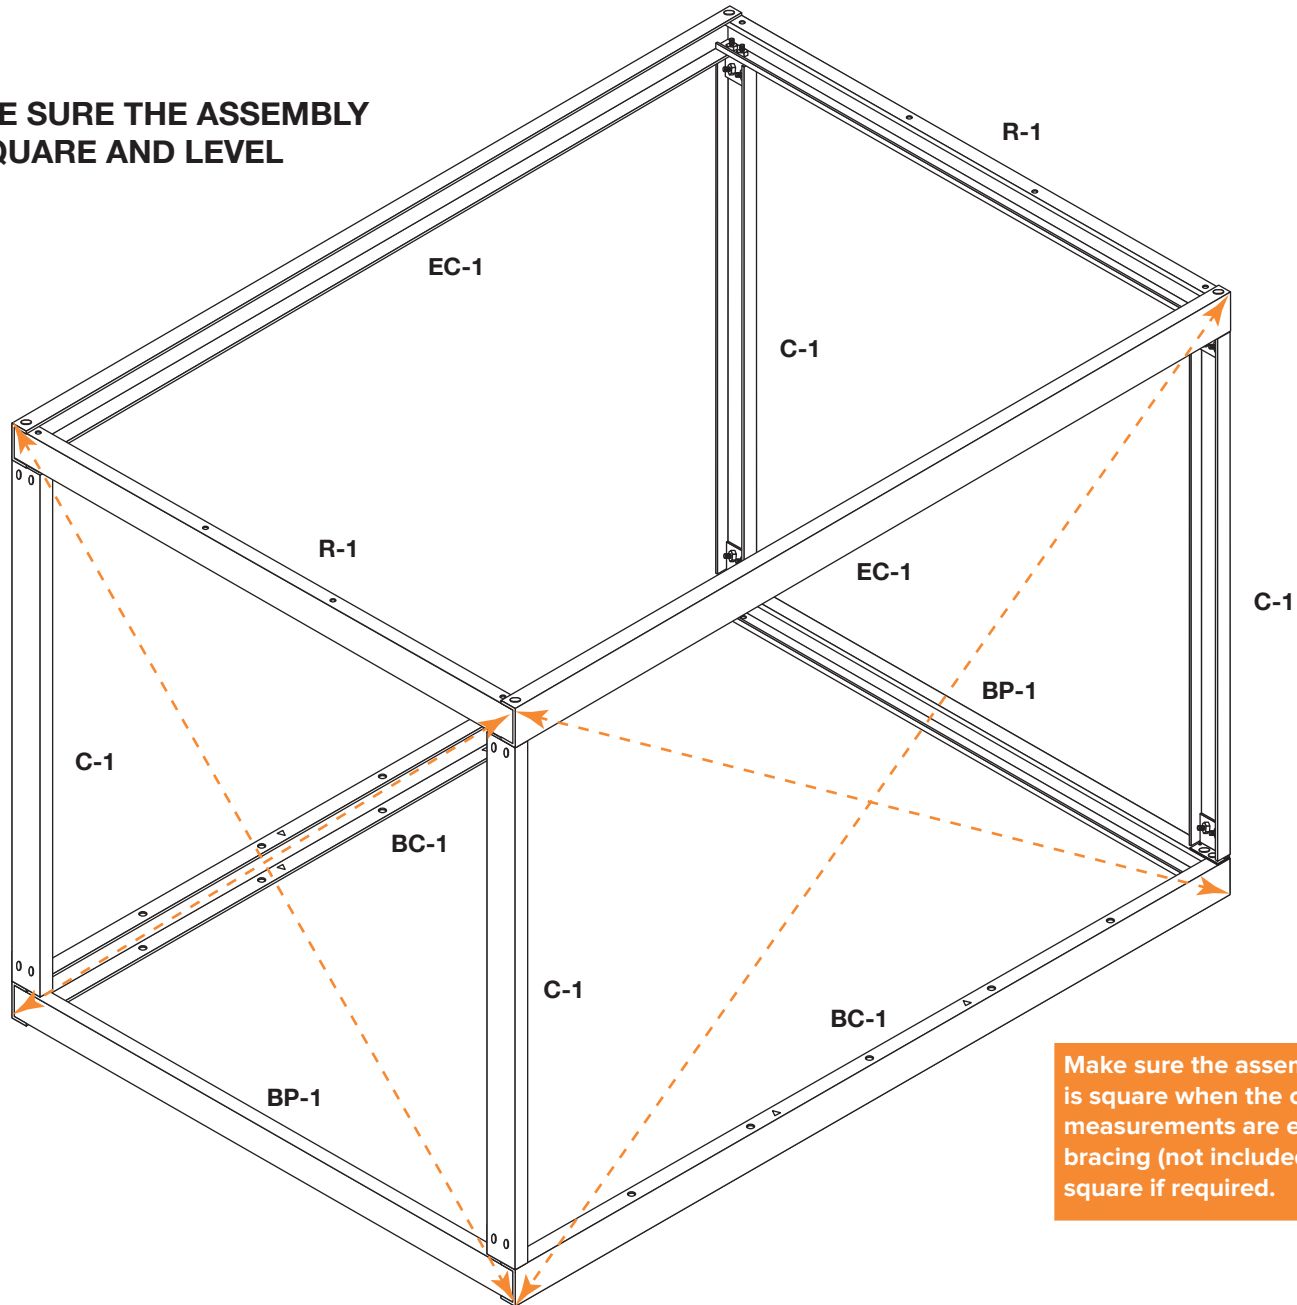 E SURE THE ASSEMBLY
QUARE AND LEVEL
R-1
EC-1
C-1
R-1
EC-1
C-1
BP-1
C-1
BC-1
C-1
BC-1
BP-1
Make sure the
is square when the
measurements are
bracing (not included
square if required.